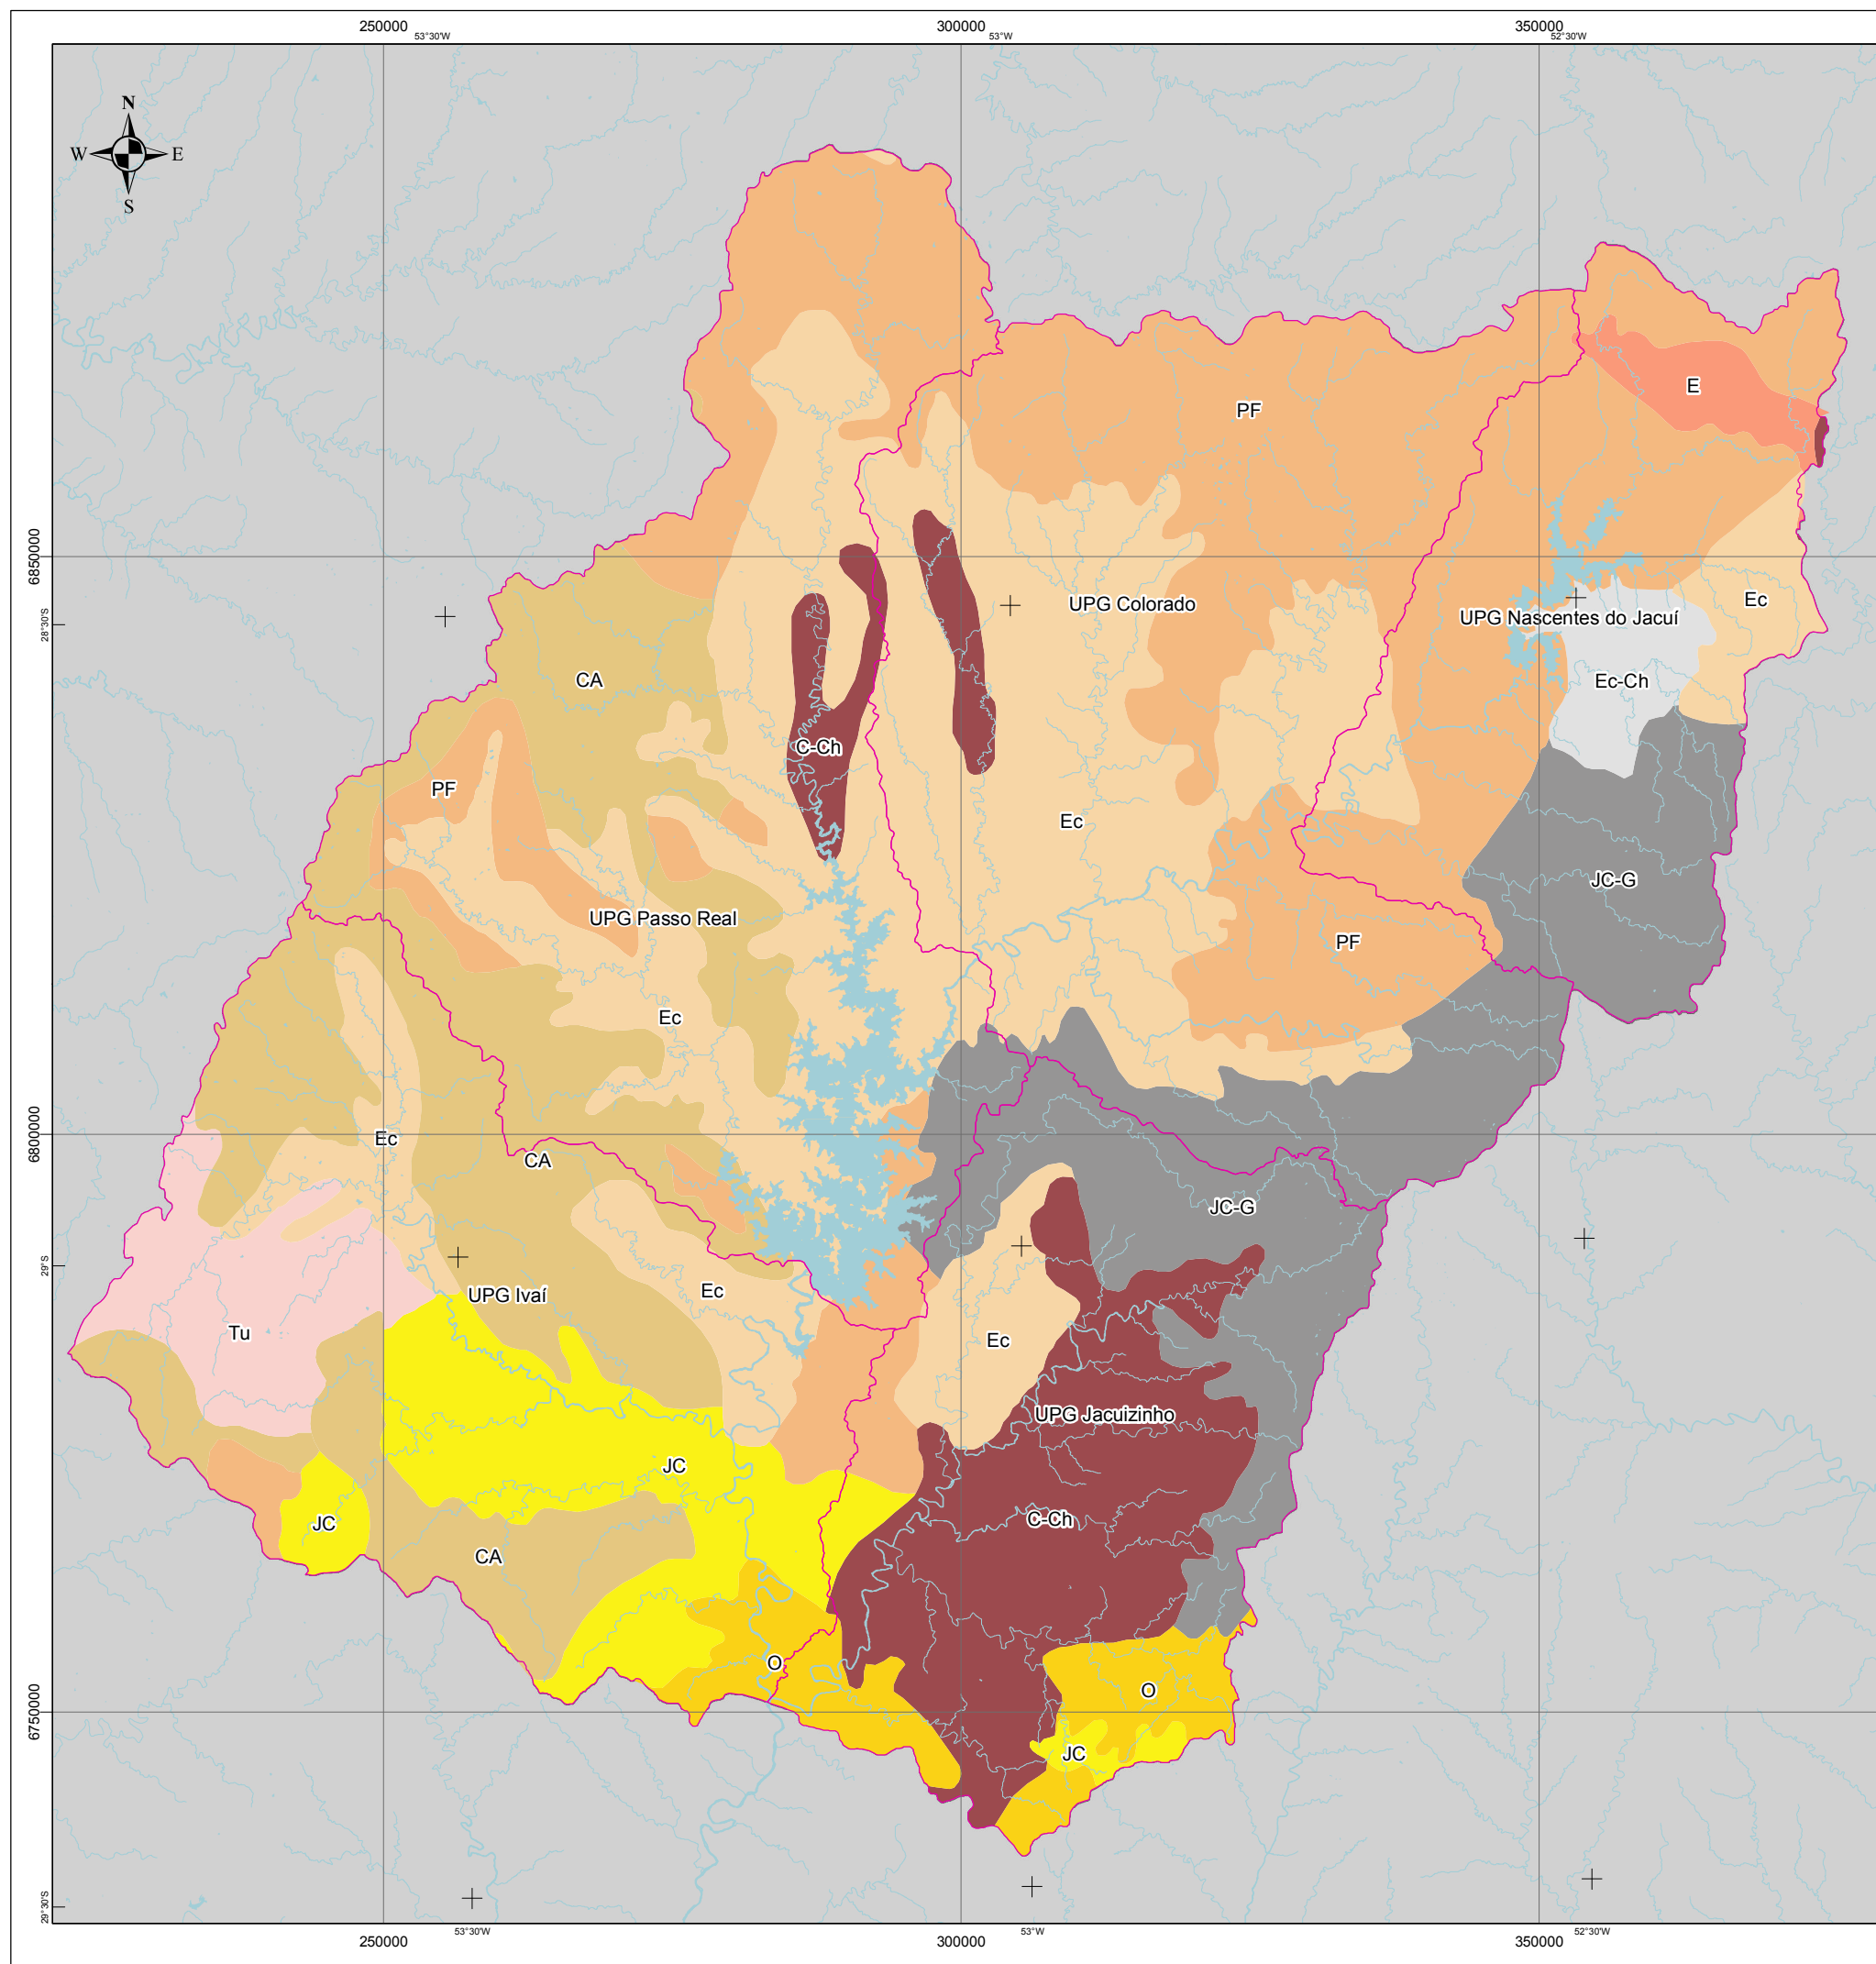 250000
300000
350000
53°30'W
53°W
52°30'W
N
W
E
S
PF
E
6850000
UPG Colorado
Ec
28°30'S
UPG Nascentes do Jacuí
CA
Ec-Ch
C-Ch
PF
Ec
JC-G
UPG Passo Real
PF
Ec
6800000
Ec
CA
JC-G
29°S
Ec
UPG Ivaí
Tu
Ec
UPG Jacuizinho
JC
C-Ch
JC
CA
O
O
6750000
JC
29°30'S
53°30'W
53°W
52°30'W
250000
300000
350000